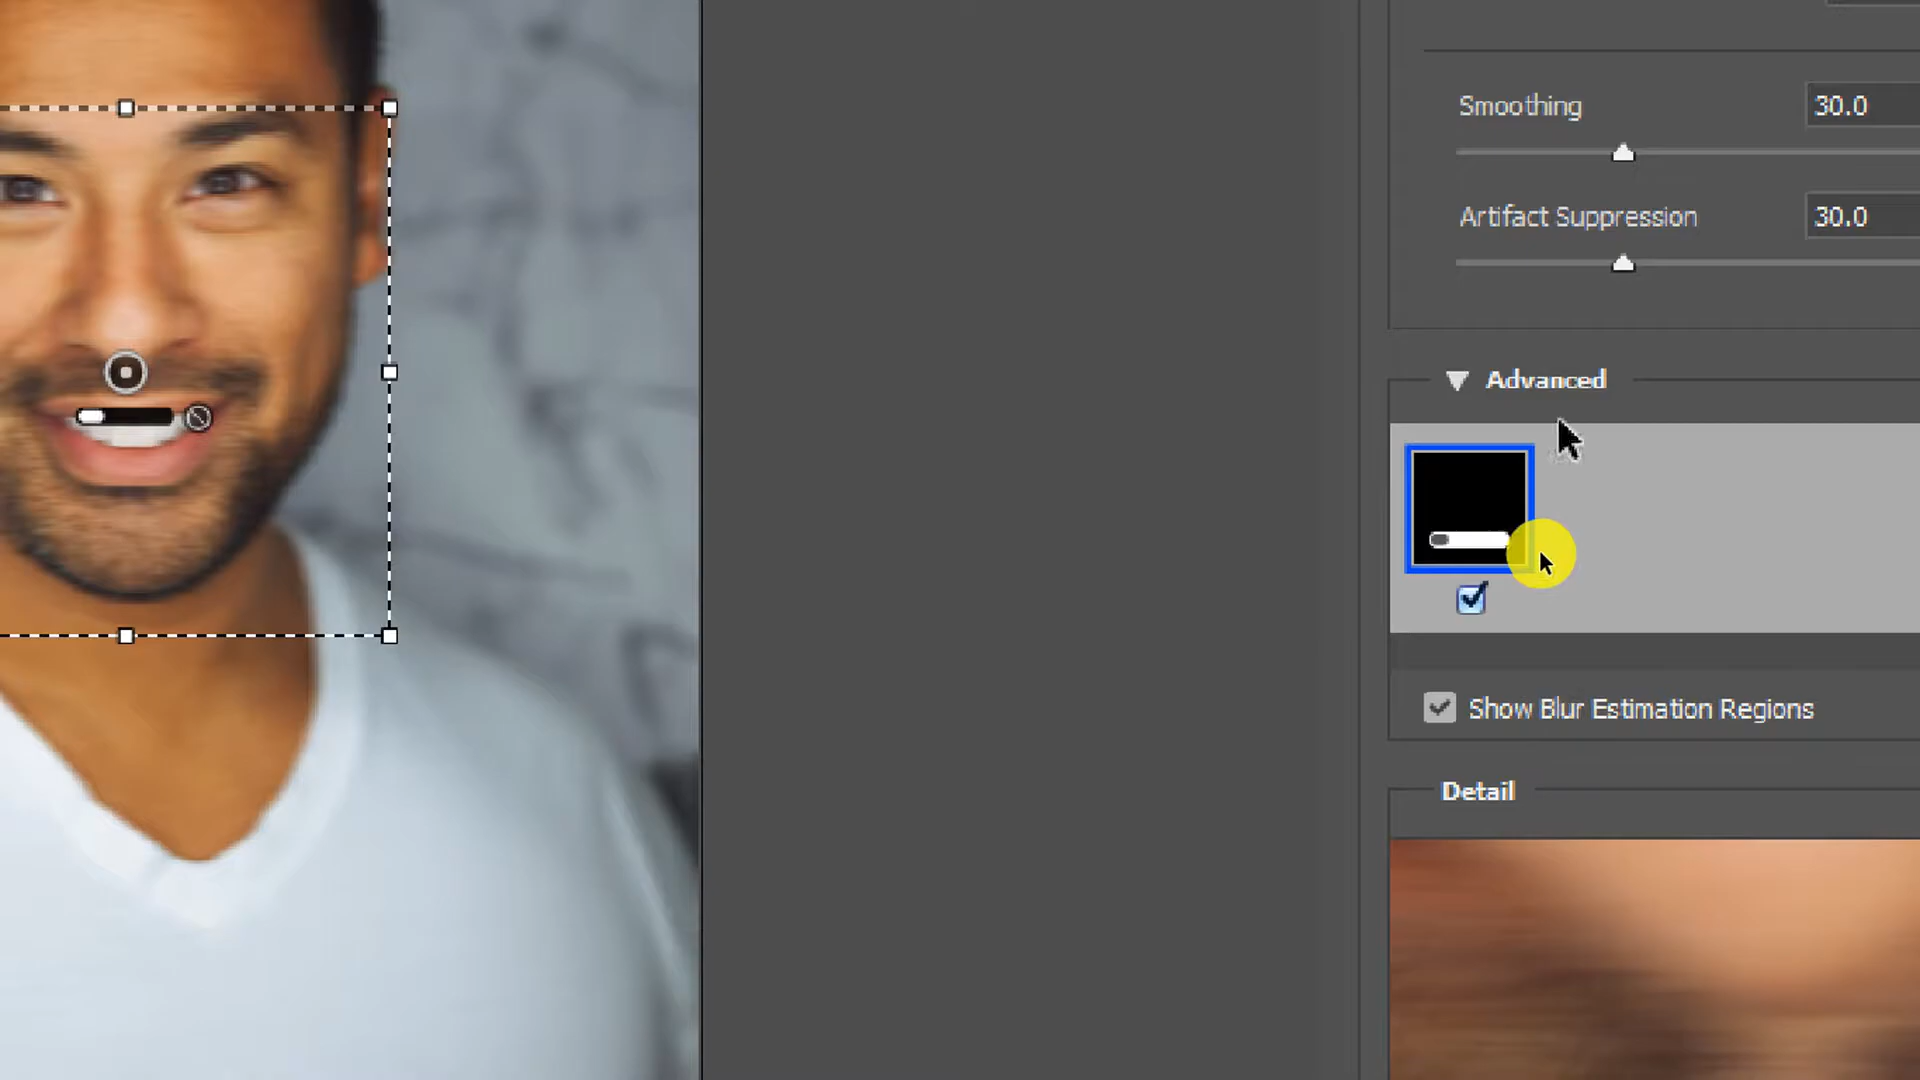 Smoothing 30.0
Artifact Suppression 30.0
Advanced
Show Blur Estimation Regions
Detail